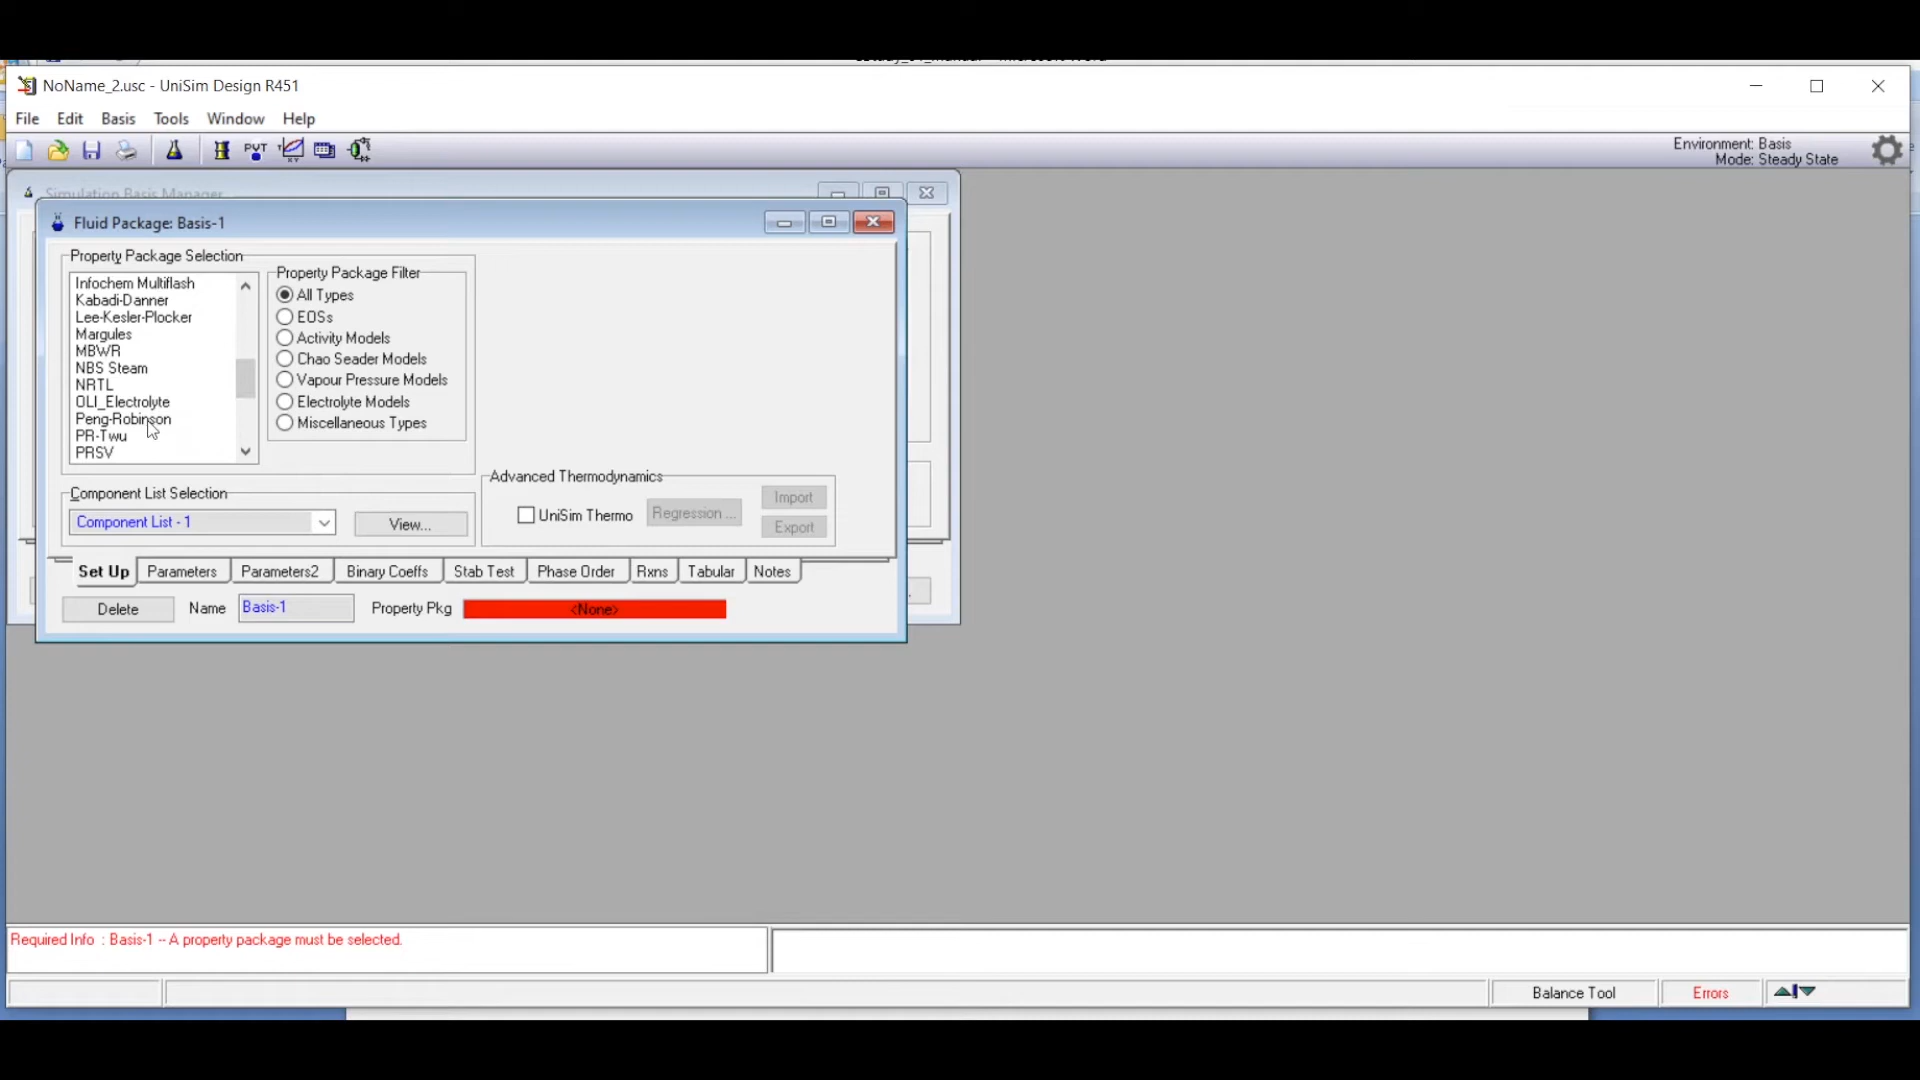 NoName_2.usc - UniSim Design R451
File Edit Basis Tools Window Help
PVT
Environment: Basis
Mode: Steady State
Simulation Basis Manager
Fluid Package: Basis-1
Property Package Selection
Infochem Multiflash
Kabadi-Danner
Lee-Kesler-Plocker
Margules
MBWR
NBS Steam
NRTL
OLI_Electrolyte
Peng-Robinson
PR-Twu
PRSV
Property Package Filter
All Types
EOSs
Activity Models
Chao Seader Models
Vapour Pressure Models
Electrolyte Models
Miscellaneous Types
Component List Selection
Component List - 1
View...
Advanced Thermodynamics
UniSim Thermo
Regression ...
Import
Export
Set Up Parameters Parameters2 Binary Coeffs Stab Test Phase Order Rxns Tabular Notes
Delete Name Basis-1 Property Pkg <None>
Required Info : Basis-1 -- A property package must be selected.
Balance Tool Errors